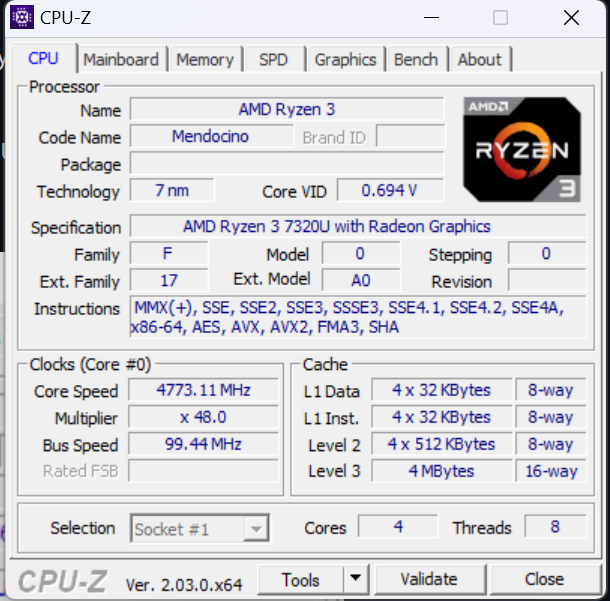 CPU-Z
CPU Mainboard Memory SPD Graphics Bench About
Processor
Name AMD Ryzen 3
Code Name Mendocino Brand ID
Package
Technology 7 nm Core VID 0.694 V
AMD RYZEN 3
Specification AMD Ryzen 3 7320U with Radeon Graphics
Family F Model 0 Stepping 0
Ext. Family 17 Ext. Model A0 Revision
Instructions MMX(+), SSE, SSE2, SSE3, SSSE3, SSE4.1, SSE4.2, SSE4A,
x86-64, AES, AVX, AVX2, FMA3, SHA
Clocks (Core #0)
Core Speed 4773.11 MHz
Multiplier x 48.0
Bus Speed 99.44 MHz
Rated FSB
Cache
L1 Data 4 x 32 KBytes 8-way
L1 Inst. 4 x 32 KBytes 8-way
Level 2 4 x 512 KBytes 8-way
Level 3 4 MBytes 16-way
Selection Socket #1 Cores 4 Threads 8
CPU-Z Ver. 2.03.0.x64 Tools Validate Close